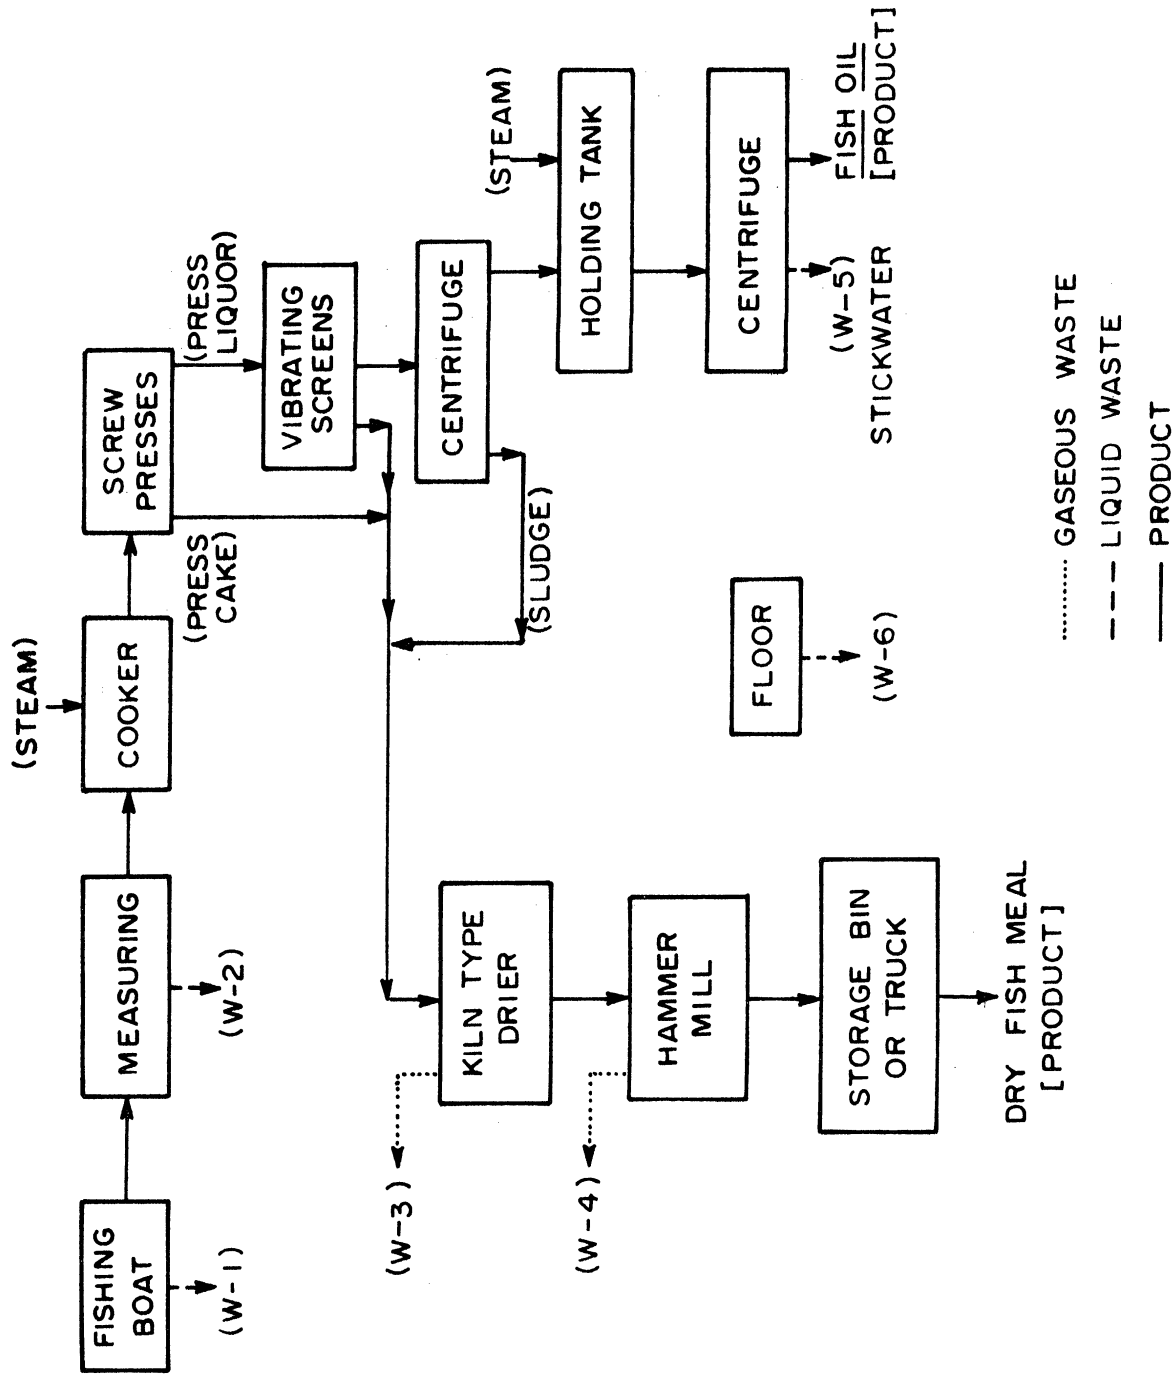 (STEAM)
FISHING
BOAT
MEASURING
COOKER
SCREW
PRESSES
(W-1)
(W-2)
(PRESS
CAKE)
(PRESS
LIQUOR)
VIBRATING
SCREENS
CENTRIFUGE
(SLUDGE)
(STEAM)
HOLDING TANK
CENTRIFUGE
(W-5)
STICKWATER
FISH OIL
[PRODUCT]
(W-3)
KILN TYPE
DRIER
(W-4)
HAMMER
MILL
STORAGE BIN
OR TRUCK
DRY FISH MEAL
[PRODUCT]
FLOOR
(W-6)
GASEOUS WASTE
LIQUID WASTE
PRODUCT